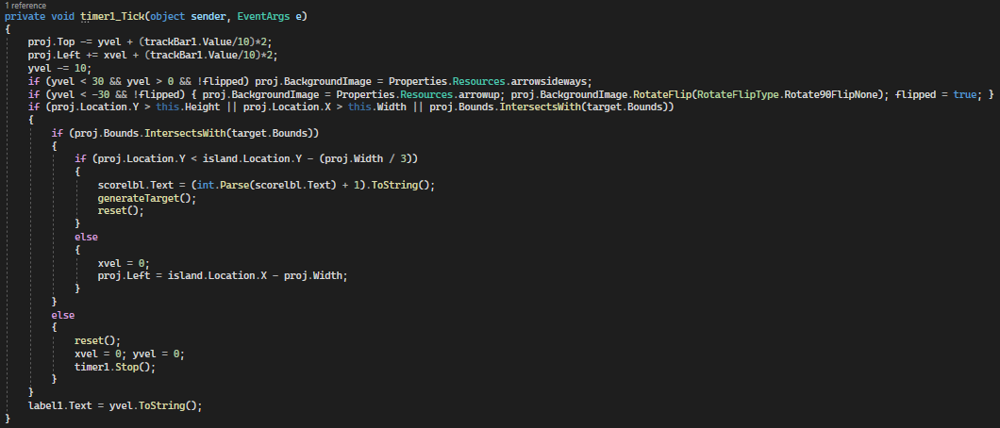 1 reference
private void timer1_Tick(object sender, EventArgs e)
{
    proj.Top -= yvel + (trackBar1.Value/10)*2;
    proj.Left += xvel + (trackBar1.Value/10)*2;
    yvel -= 10;
    if (yvel < 30 && yvel > 0 && !flipped) proj.BackgroundImage = Properties.Resources.arrowsideways;
    if (yvel < -30 && !flipped) { proj.BackgroundImage = Properties.Resources.arrowup; proj.BackgroundImage.RotateFlip(RotateFlipType.Rotate90FlipNone); flipped = true; }
    if (proj.Location.Y > this.Height || proj.Location.X > this.Width || proj.Bounds.IntersectsWith(target.Bounds))
    {
        if (proj.Bounds.IntersectsWith(target.Bounds))
        {
            if (proj.Location.Y < island.Location.Y - (proj.Width / 3))
            {
                scorelbl.Text = (int.Parse(scorelbl.Text) + 1).ToString();
                generateTarget();
                reset();
            }
            else
            {
                xvel = 0;
                proj.Left = island.Location.X - proj.Width;
            }
        }
        else
        {
            reset();
            xvel = 0; yvel = 0;
            timer1.Stop();
        }
    }
    label1.Text = yvel.ToString();
}